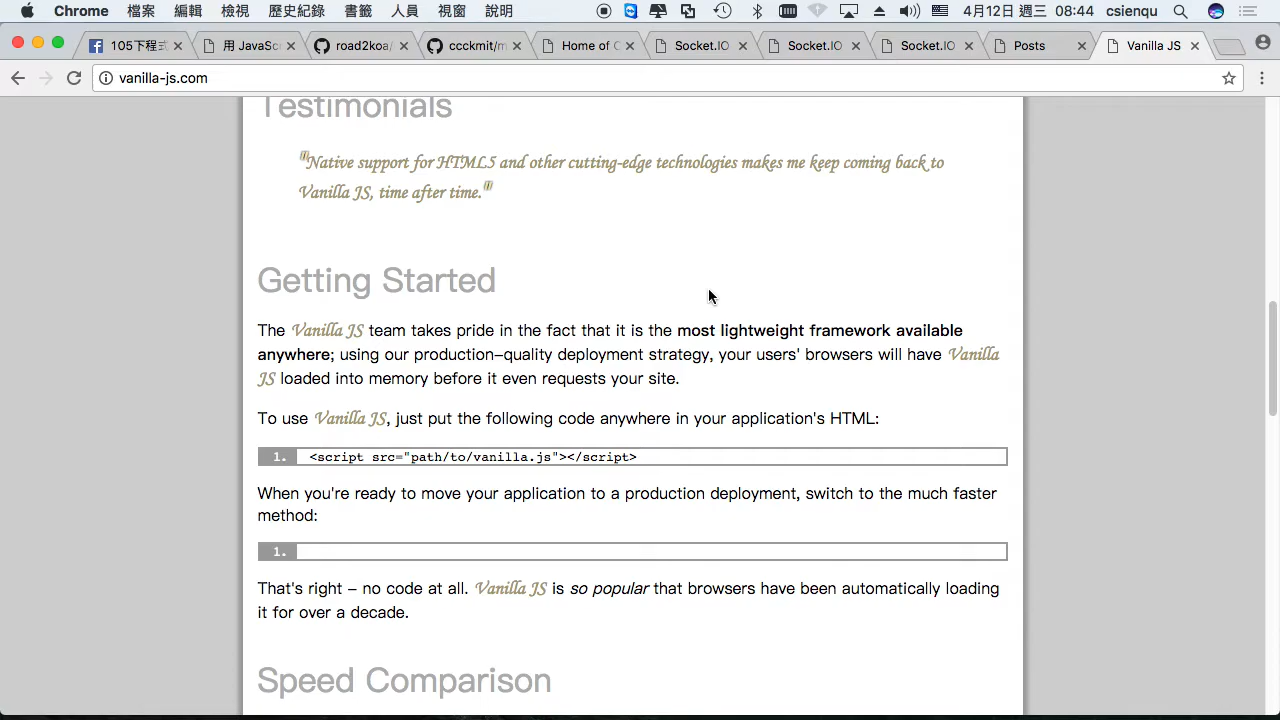 Chrome 檔案 編輯 檢視 歷史紀錄 書籤 人員 視窗 說明 4月12日 週三 08:44 csienqu
105下程式 用 JavaSc road2koa/ ccckmit/m Home of C Socket.IO Socket.IO Socket.IO Posts Vanilla JS
vanilla-js.com
Testimonials
"Native support for HTML5 and other cutting-edge technologies makes me keep coming back to
Vanilla JS, time after time."
Getting Started
The Vanilla JS team takes pride in the fact that it is the most lightweight framework available
anywhere; using our production-quality deployment strategy, your users' browsers will have Vanilla
JS loaded into memory before it even requests your site.
To use Vanilla JS, just put the following code anywhere in your application's HTML:
1. <script src="path/to/vanilla.js"></script>
When you're ready to move your application to a production deployment, switch to the much faster
method:
1.
That's right – no code at all. Vanilla JS is so popular that browsers have been automatically loading
it for over a decade.
Speed Comparison